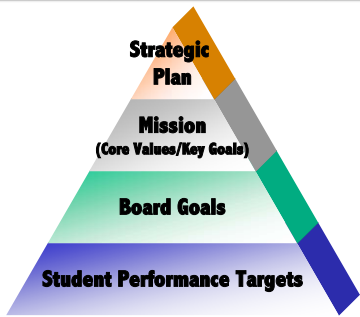 Strategic
Plan
Mission
(Core Values/Key Goals)
Board Goals
Student Performance Targets